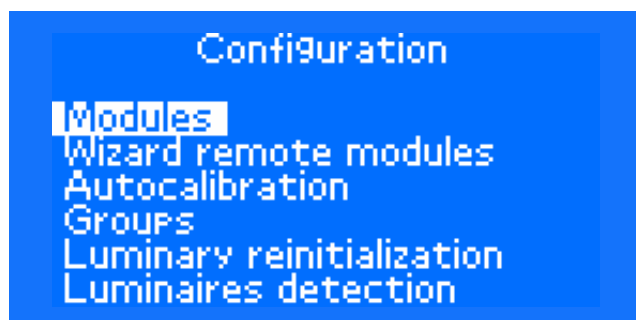 Configuration
Modules
Wizard remote modules
Autocalibration
Groups
Luminary reinitialization
Luminaires detection